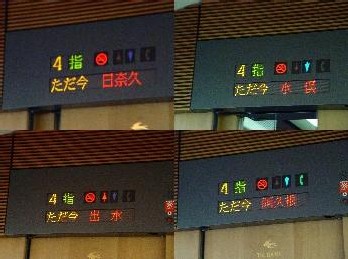 4 指
ただ今 日奈久
4 指
ただ今 水 俣
4 指
ただ今 出 水
4 指
ただ今 阿久根